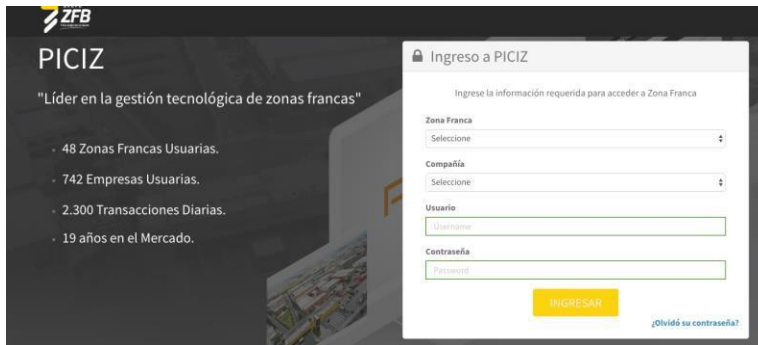 ZFB
PICIZ
"Líder en la gestión tecnológica de zonas francas"
48 Zonas Francas Usuarias.
742 Empresas Usuarias.
2.300 Transacciones Diarias.
19 años en el Mercado.
Ingreso a PICIZ
Ingrese la información requerida para acceder a Zona Franca
Zona Franca
Seleccione
Compañía
Seleccione
Usuario
Username
Contraseña
Password
INGRESAR
¿Olvidó su contraseña?